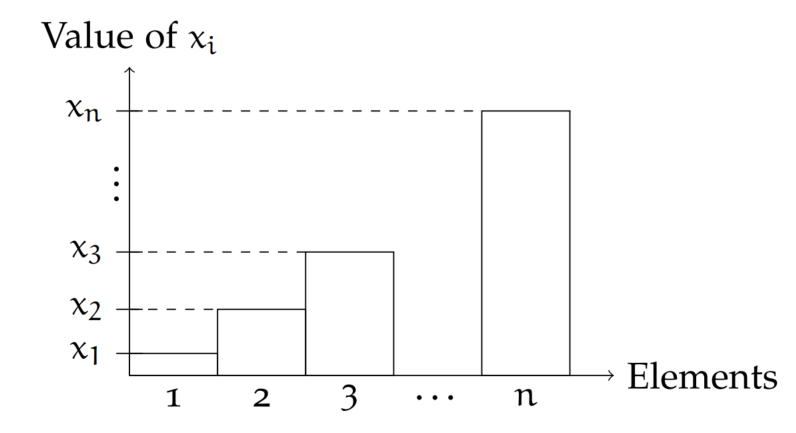 Value of xᵢ
xₙ
⋮
x₃
x₂
x₁
Elements
1 2 3 ⋯ n